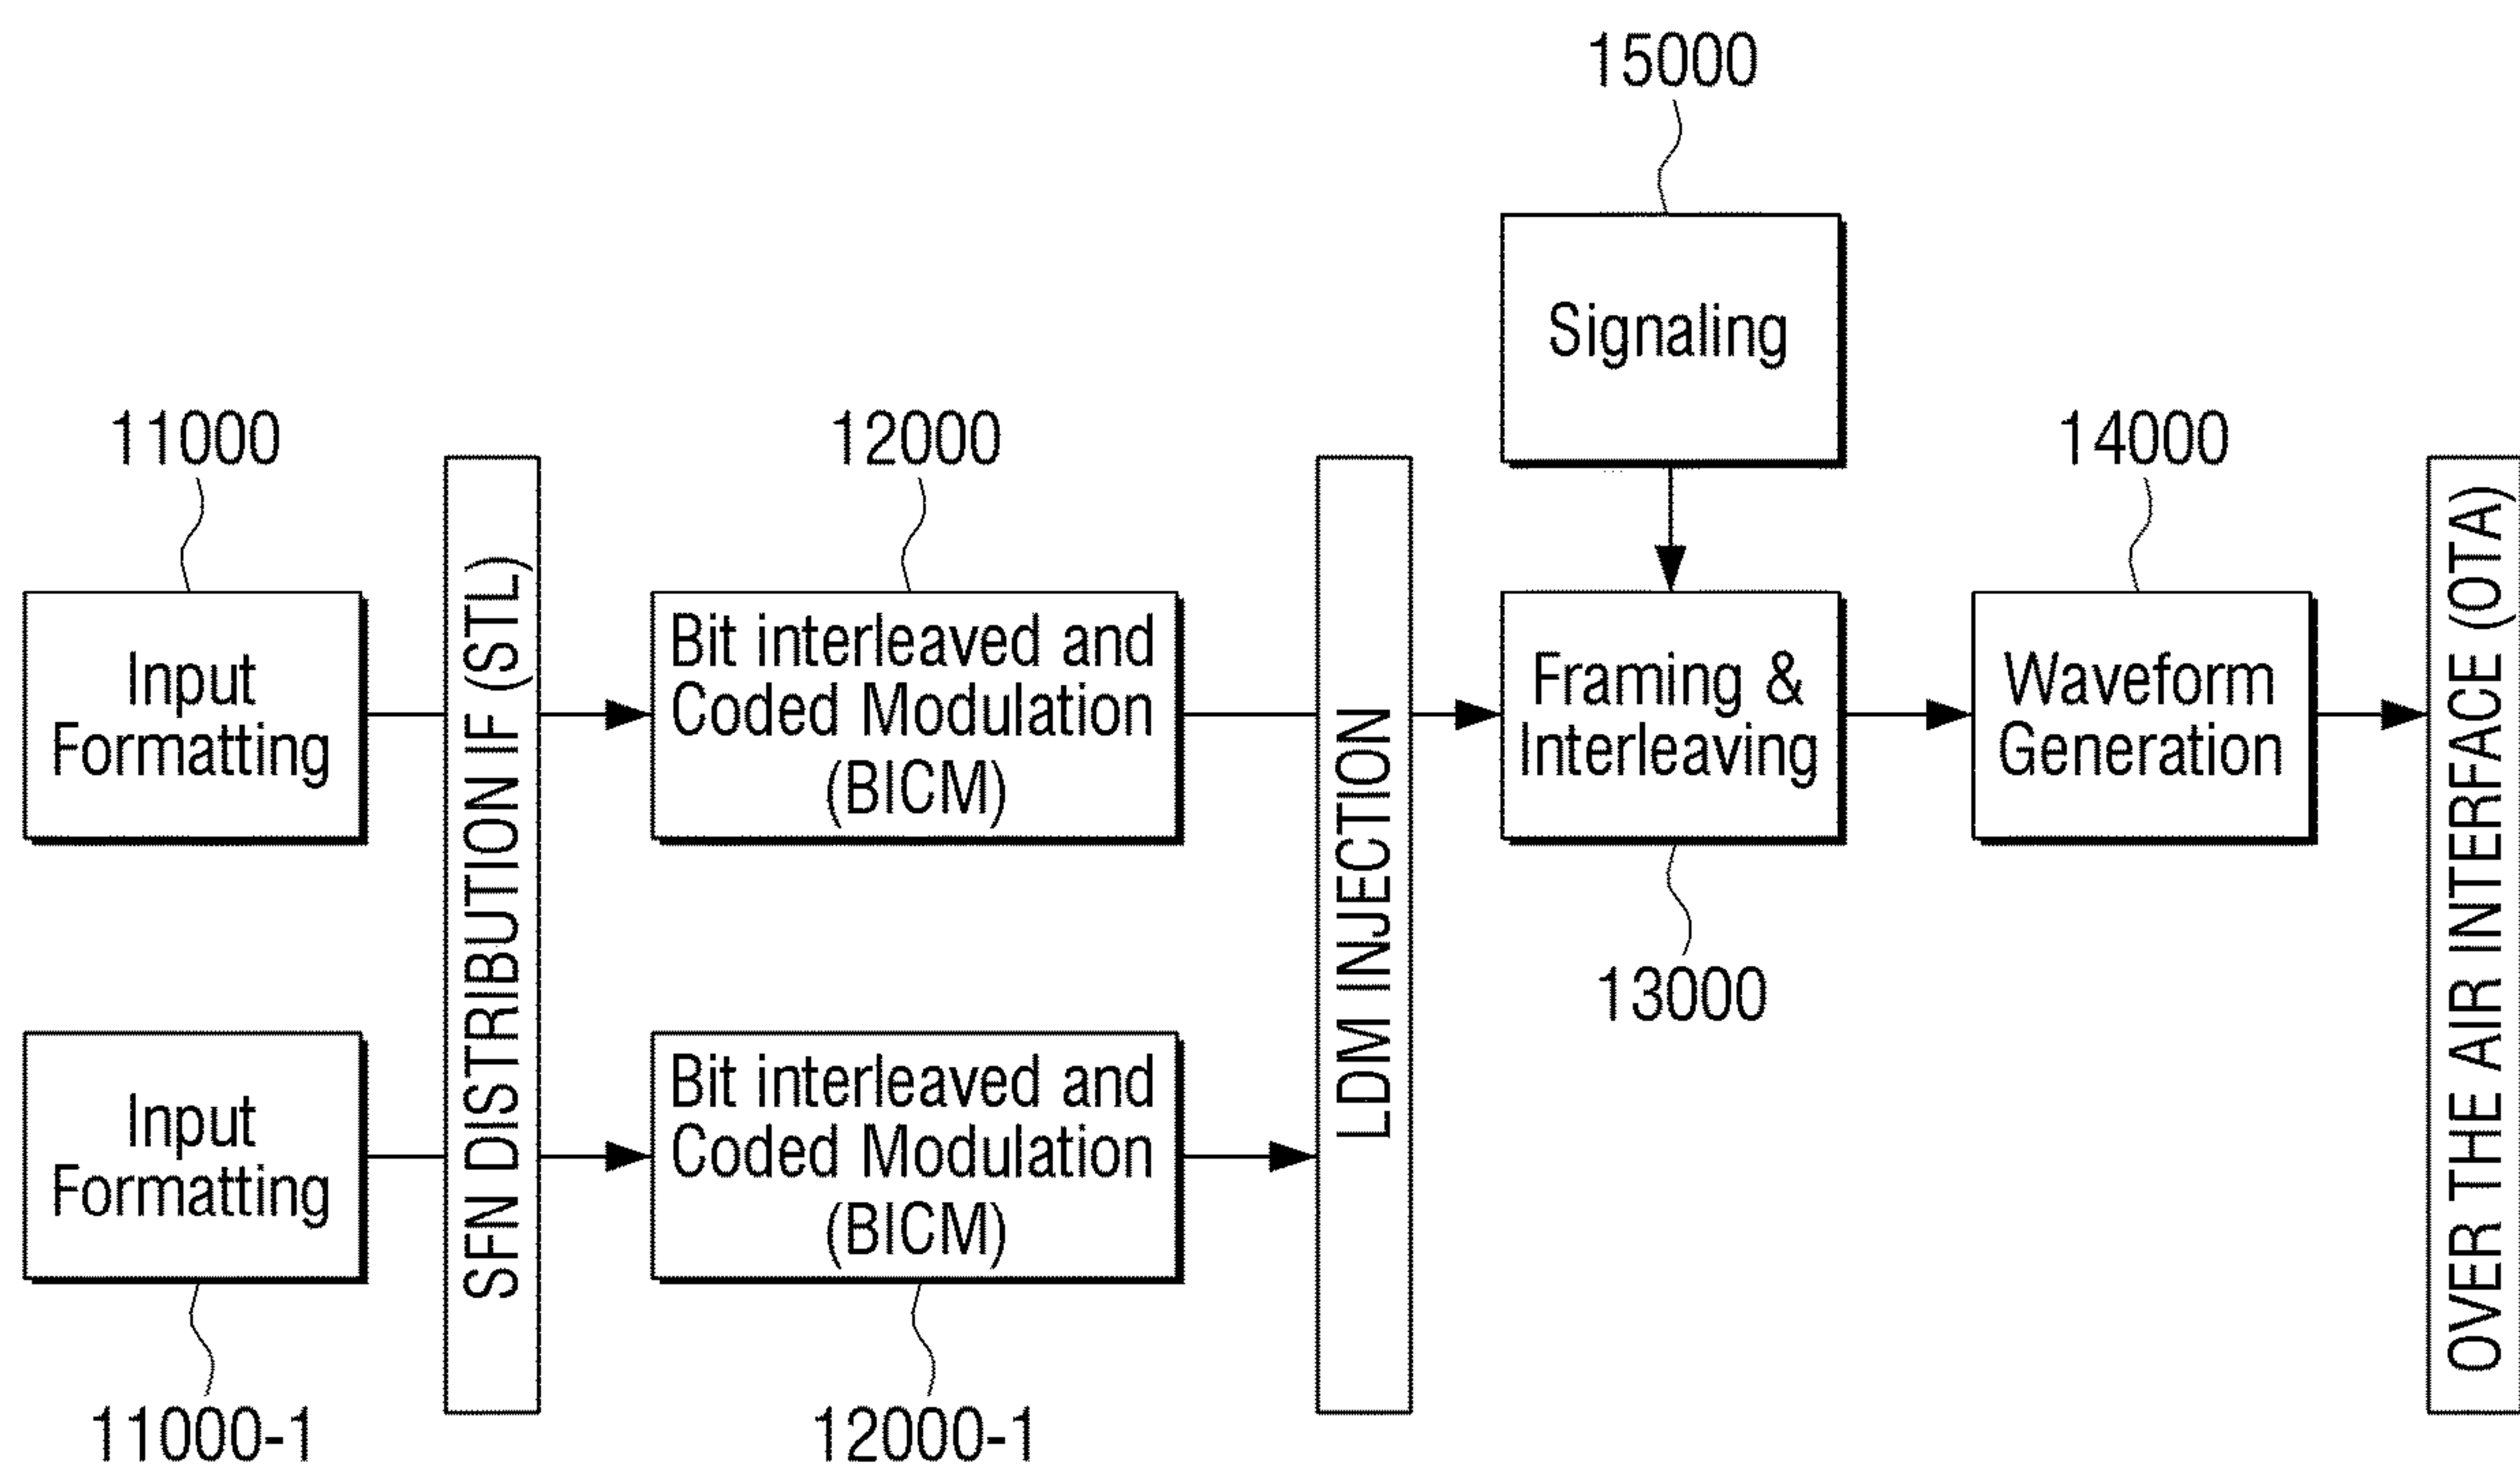 15000
Signaling
11000
12000
14000
Input
Formatting
SFN DISTRIBUTION IF (STL)
Bit interleaved and
Coded Modulation
(BICM)
LDM INJECTION
Framing &
Interleaving
Waveform
Generation
OVER THE AIR INTERFACE (OTA)
13000
Input
Formatting
Bit interleaved and
Coded Modulation
(BICM)
11000-1
12000-1